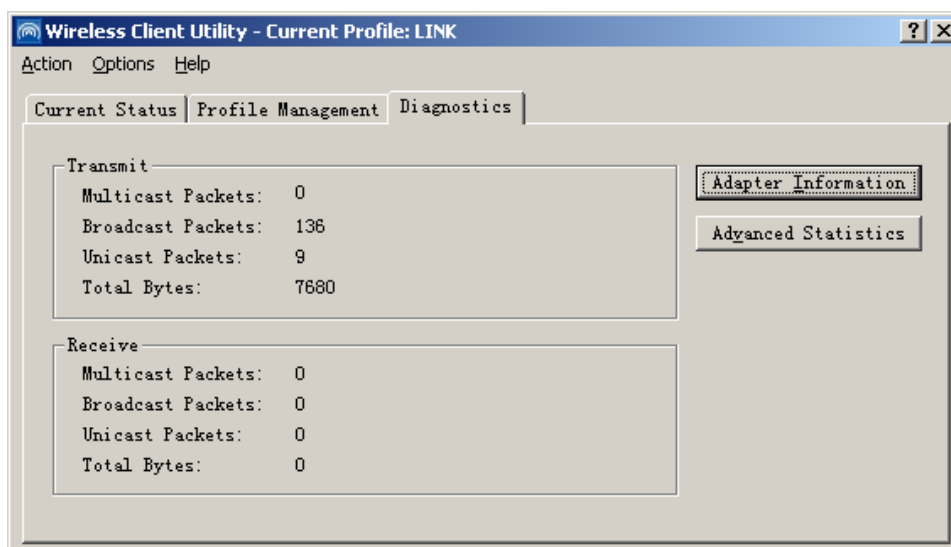 Wireless Client Utility - Current Profile: LINK
Action Options Help
Current Status Profile Management Diagnostics
Transmit
Multicast Packets: 0
Broadcast Packets: 136
Unicast Packets: 9
Total Bytes: 7680
Adapter Information
Advanced Statistics
Receive
Multicast Packets: 0
Broadcast Packets: 0
Unicast Packets: 0
Total Bytes: 0